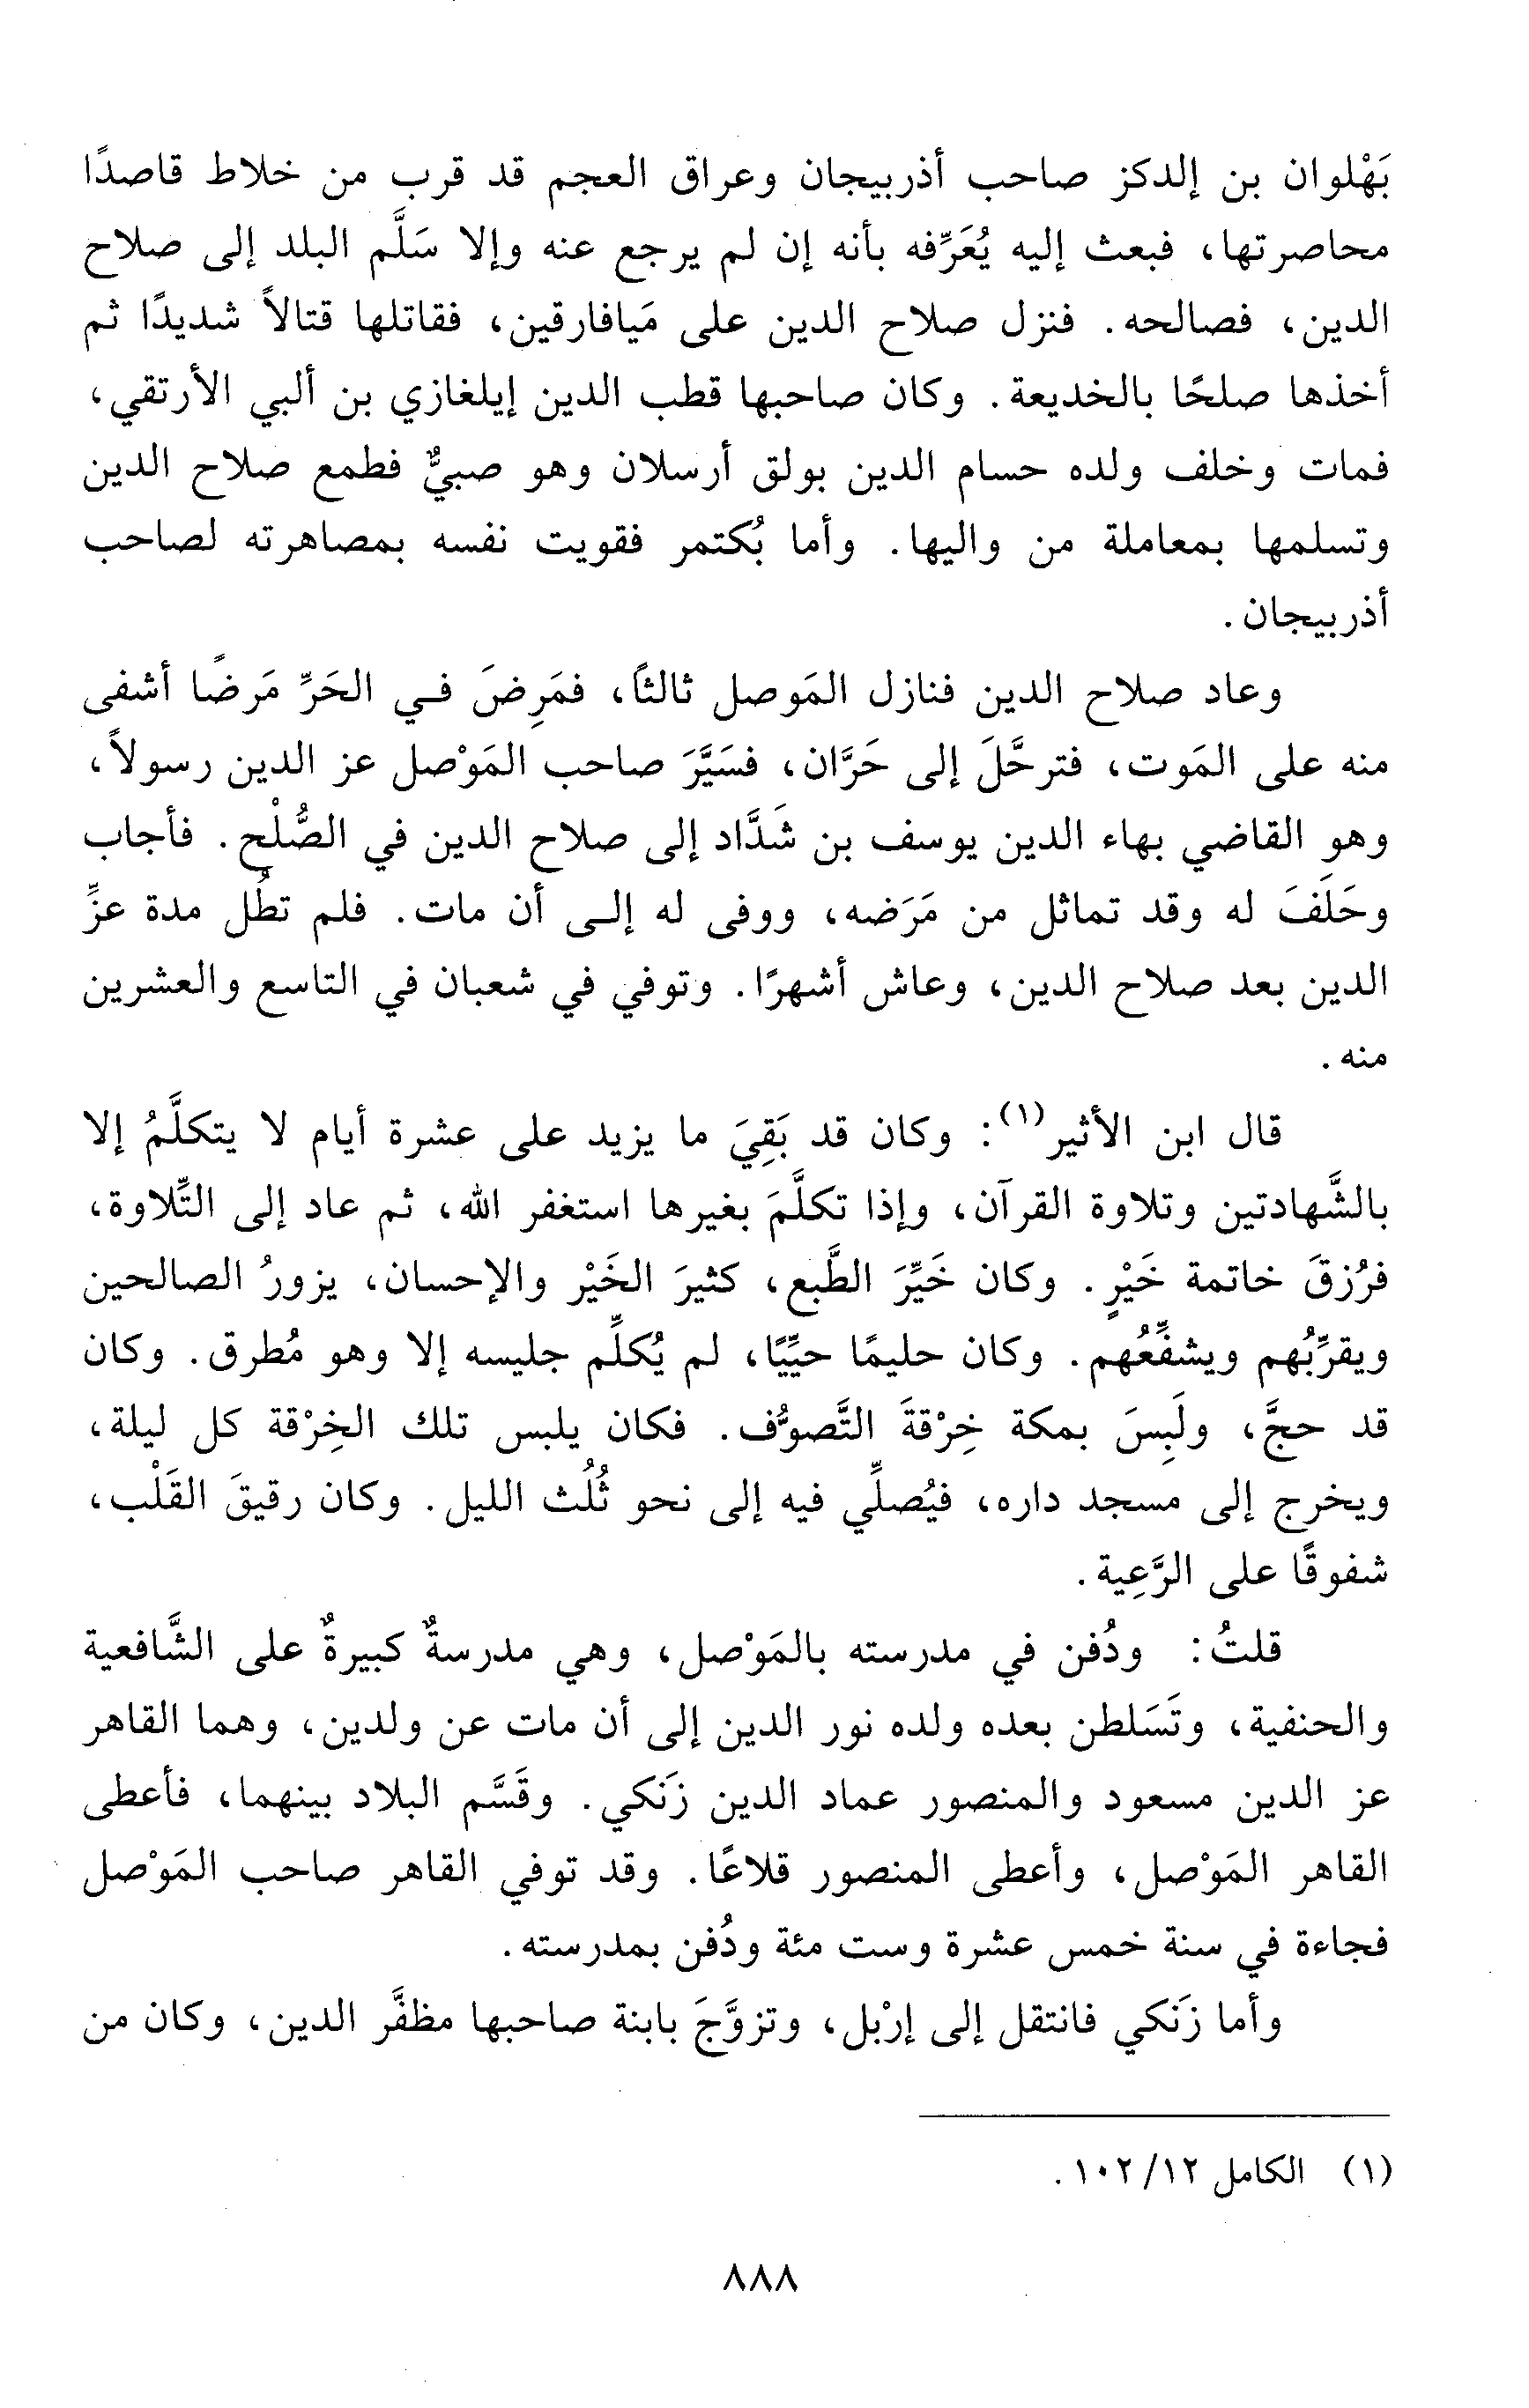 بَهْلوان بن إلدكز صاحب أذربيجان وعراق العجم قد قرب من خلاط قاصدًا
محاصرتها، فبعث إليه يُعَرِّفه بأنه إن لم يرجع عنه وإلا سَلَّم البلد إلى صلاح
الدين، فصالحه. فنزل صلاح الدين على مَيافارقين، فقاتلها قتالاً شديدًا ثم
أخذها صلحًا بالخديعة. وكان صاحبها قطب الدين إيلغازي بن ألبي الأرتقي،
فمات وخلف ولده حسام الدين بولق أرسلان وهو صبيٌّ فطمع صلاح الدين
وتسلمها بمعاملة من واليها. وأما بُكتمر فقويت نفسه بمصاهرته لصاحب
أذربيجان.
وعاد صلاح الدين فنازل المَوصل ثالثاً، فمَرِضَ في الحَرِّ مَرضًا أشفى
منه على المَوت، فترحَّلَ إلى حَرَّان، فسَيَّرَ صاحب المَوْصل عز الدين رسولاً،
وهو القاضي بهاء الدين يوسف بن شَدَّاد إلى صلاح الدين في الصُّلْح. فأجاب
وحَلَفَ له وقد تماثل من مَرَضه، ووفى له إلى أن مات. فلم تطُل مدة عزِّ
الدين بعد صلاح الدين، وعاش أشهرًا. وتوفي في شعبان في التاسع والعشرين
منه.
قال ابن الأثير(١): وكان قد بَقِيَ ما يزيد على عشرة أيام لا يتكلَّمُ إلا
بالشَّهادتين وتلاوة القرآن، وإذا تكلَّمَ بغيرها استغفر الله، ثم عاد إلى التِّلاوة،
فرُزقَ خاتمة خَيْرٍ. وكان خَيِّرَ الطَّبع، كثيرَ الخَيْر والإحسان، يزورُ الصالحين
ويقرِّبُهم ويشفِّعُهم. وكان حليمًا حيِّيًا، لم يُكلِّم جليسه إلا وهو مُطرق. وكان
قد حجَّ، ولَبِسَ بمكة خِرْقةَ التَّصوُّف. فكان يلبس تلك الخِرْقة كل ليلة،
ويخرج إلى مسجد داره، فيُصلِّي فيه إلى نحو ثُلُث الليل. وكان رقيقَ القَلْب،
شفوقًا على الرَّعِية.
قلتُ: ودُفن في مدرسته بالمَوْصل، وهي مدرسةٌ كبيرةٌ على الشَّافعية
والحنفية، وتَسَلطن بعده ولده نور الدين إلى أن مات عن ولدين، وهما القاهر
عز الدين مسعود والمنصور عماد الدين زَنكي. وقَسَّم البلاد بينهما، فأعطى
القاهر المَوْصل، وأعطى المنصور قلاعًا. وقد توفي القاهر صاحب المَوْصل
فجاءة في سنة خمس عشرة وست مئة ودُفن بمدرسته.
وأما زَنكي فانتقل إلى إرْبل، وتزوَّجَ بابنة صاحبها مظفَّر الدين، وكان من
(١) الكامل ١٢/ ١٠٢.
٨٨٨